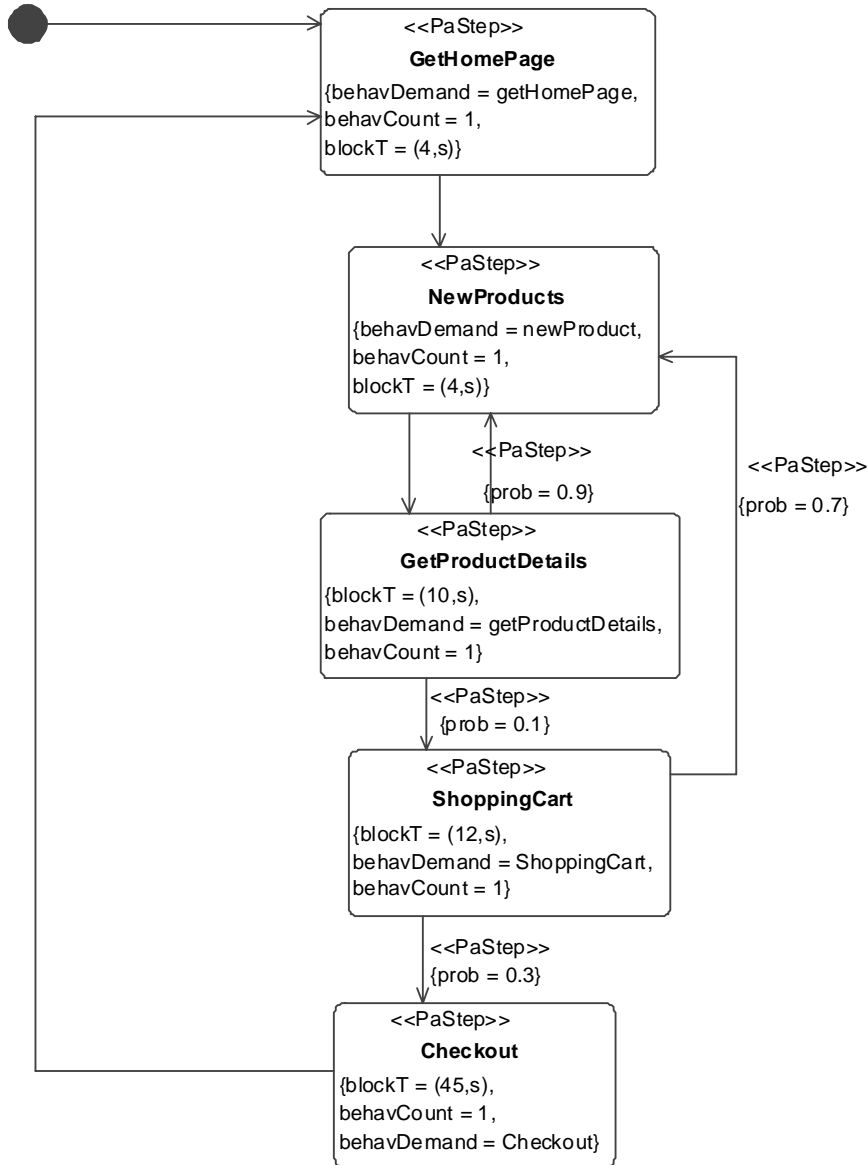 <<PaStep>>
GetHomePage
{behavDemand = getHomePage,
behavCount = 1,
blockT = (4,s)}
<<PaStep>>
NewProducts
{behavDemand = newProduct,
behavCount = 1,
blockT = (4,s)}
<<PaStep>>
{prob = 0.9}
<<PaStep>>
{prob = 0.7}
<<PaStep>>
GetProductDetails
{blockT = (10,s),
behavDemand = getProductDetails,
behavCount = 1}
<<PaStep>>
{prob = 0.1}
<<PaStep>>
ShoppingCart
{blockT = (12,s),
behavDemand = ShoppingCart,
behavCount = 1}
<<PaStep>>
{prob = 0.3}
<<PaStep>>
Checkout
{blockT = (45,s),
behavCount = 1,
behavDemand = Checkout}